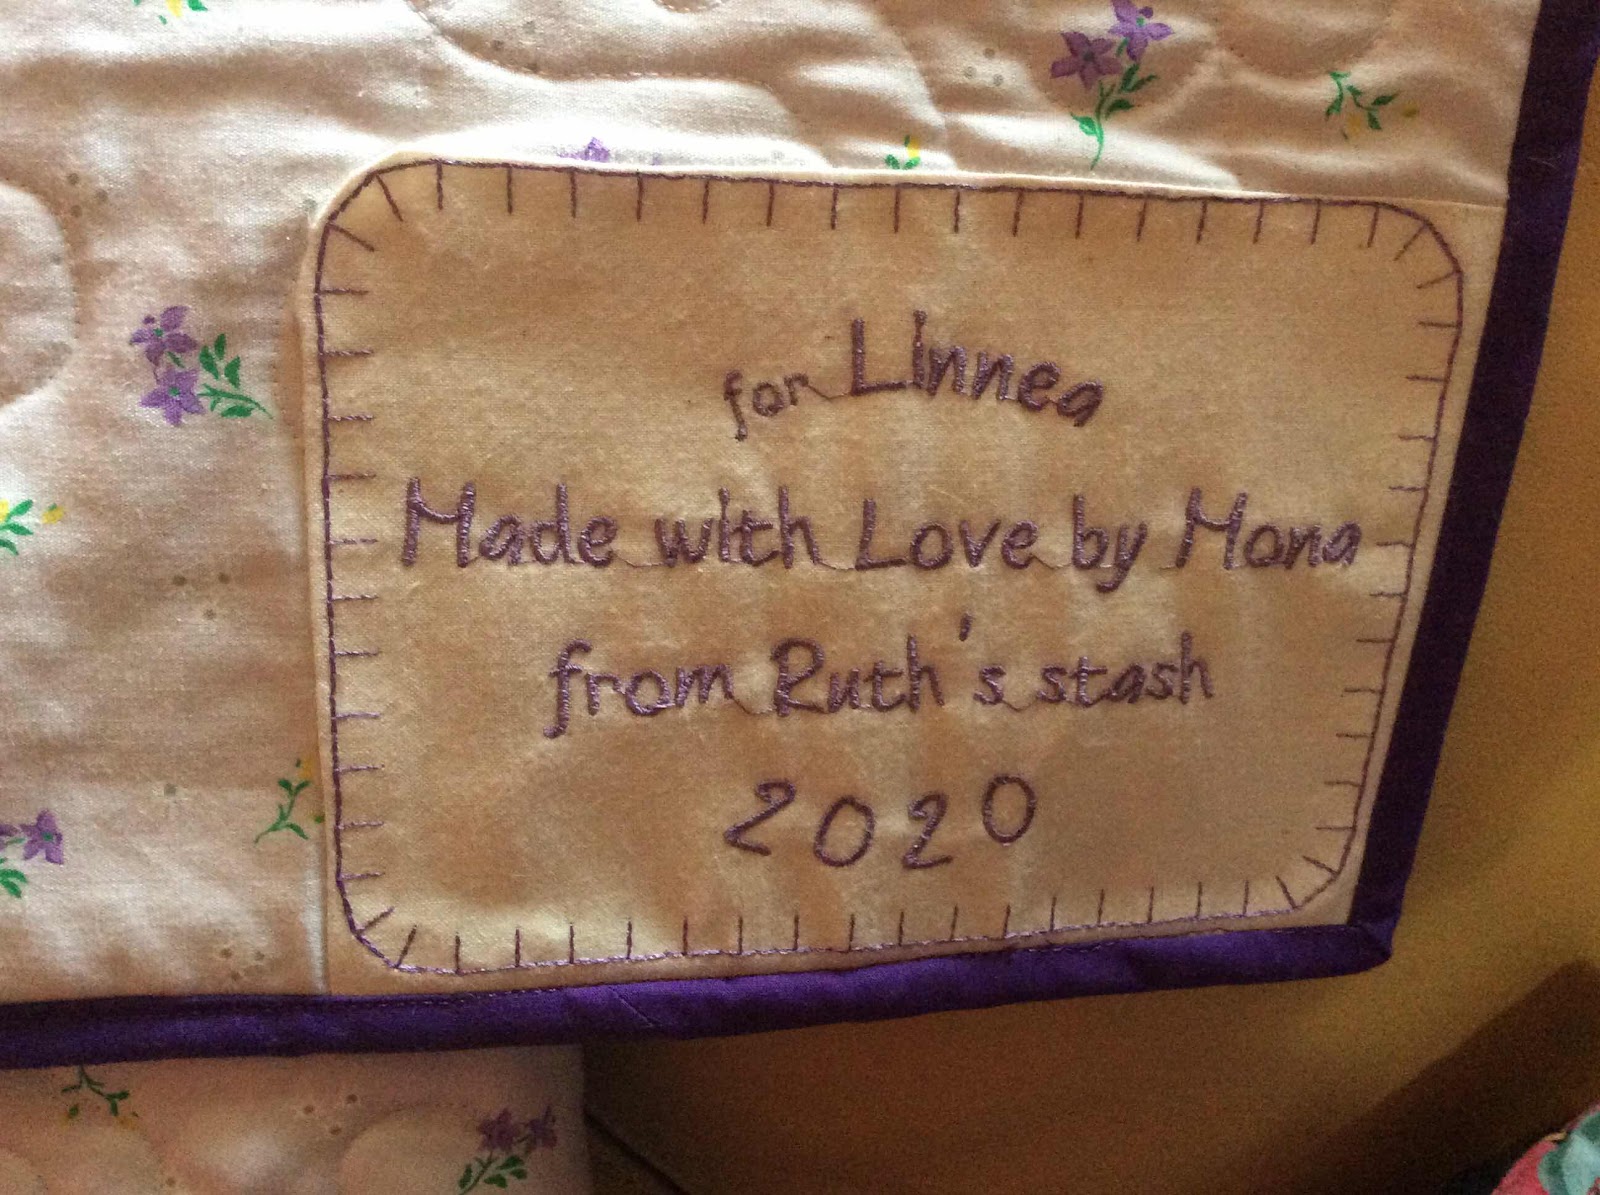 for Linnea
Made with Love by Mona
from Ruth's stash
2020